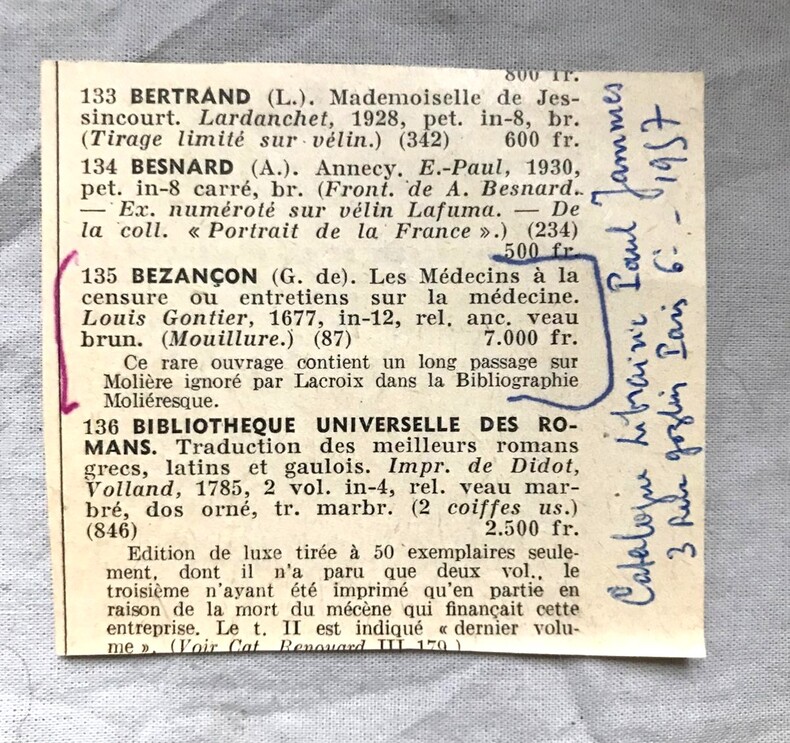 800 fr.
133 BERTRAND (L.). Mademoiselle de Jes-
sincourt. Lardanchet, 1928, pet. in-8, br.
(Tirage limité sur vélin.) (342) 600 fr.
134 BESNARD (A.). Annecy. E.-Paul, 1930,
pet. in-8 carré, br. (Front. de A. Besnard.
— Ex. numéroté sur vélin Lafuma. — De
la coll. « Portrait de la France ».) (234)
500 fr.
135 BEZANÇON (G. de). Les Médecins à la
censure ou entretiens sur la médecine.
Louis Gontier, 1677, in-12, rel. anc. veau
brun. (Mouillure.) (87) 7.000 fr.
Ce rare ouvrage contient un long passage sur
Molière ignoré par Lacroix dans la Bibliographie
Moliéresque.
136 BIBLIOTHEQUE UNIVERSELLE DES RO-
MANS. Traduction des meilleurs romans
grecs, latins et gaulois. Impr. de Didot,
Volland, 1785, 2 vol. in-4, rel. veau mar-
bré, dos orné, tr. marbr. (2 coiffes us.)
(846) 2.500 fr.
Edition de luxe tirée à 50 exemplaires seule-
ment, dont il n'a paru que deux vol., le
troisième n'ayant été imprimé qu'en partie en
raison de la mort du mécène qui finançait cette
entreprise. Le t. II est indiqué « dernier volu-
me ». (Voir Cat. Renouard III 179.)
Catalogue Librairie Paul Jammes
3 rue gozlin Paris 6e - 1957